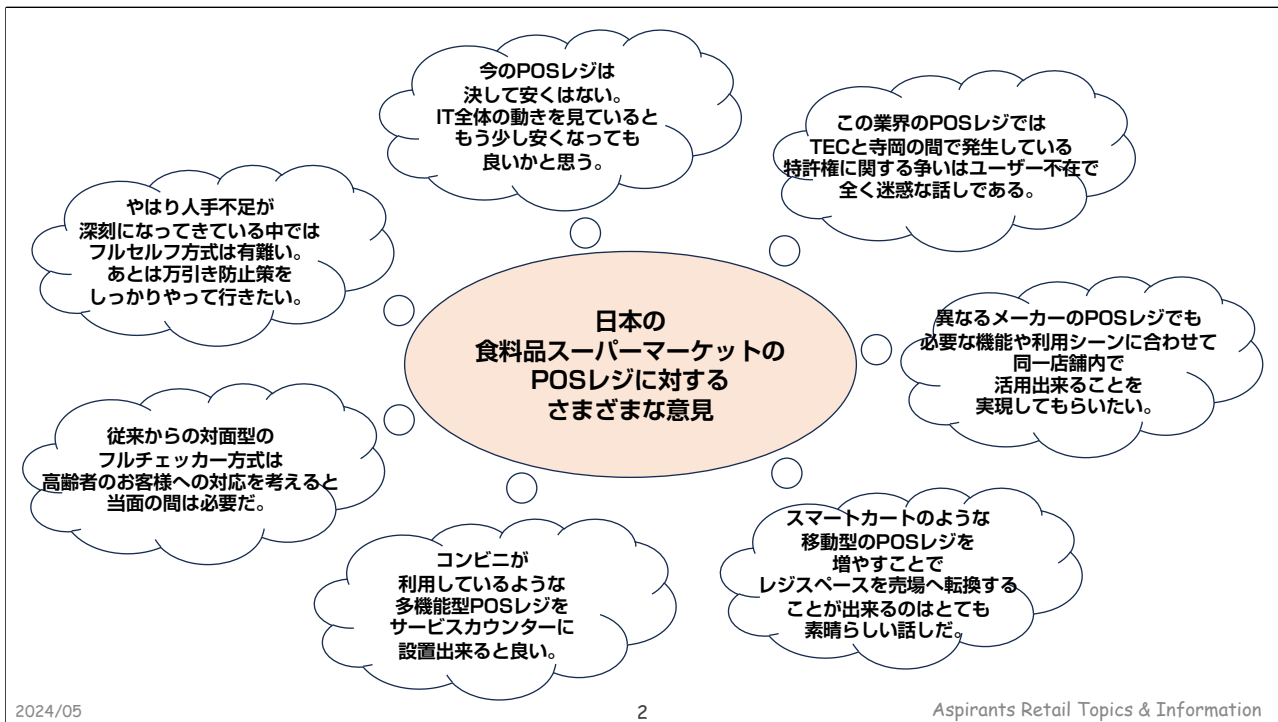 今のPOSレジは
決して安くはない。
IT全体の動きを見ていると
もう少し安くなっても
良いかと思う。
この業界のPOSレジでは
TECと寺岡の間で発生している
特許権に関する争いはユーザー不在で
全く迷惑な話しである。
やはり人手不足が
深刻になってきている中では
フルセルフ方式は有難い。
あとは万引き防止策を
しっかりやって行きたい。
日本の
食料品スーパーマーケットの
POSレジに対する
さまざまな意見
異なるメーカーのPOSレジでも
必要な機能や利用シーンに合わせて
同一店舗内で
活用出来ることを
実現してもらいたい。
従来からの対面型の
フルチェッカー方式は
高齢者のお客様への対応を考えると
当面の間は必要だ。
コンビニが
利用しているような
多機能型POSレジを
サービスカウンターに
設置出来ると良い。
スマートカートのような
移動型のPOSレジを
増やすことで
レジスペースを売場へ転換する
ことが出来るのはとても
素晴らしい話しだ。
2024/05
2
Aspirants Retail Topics & Information